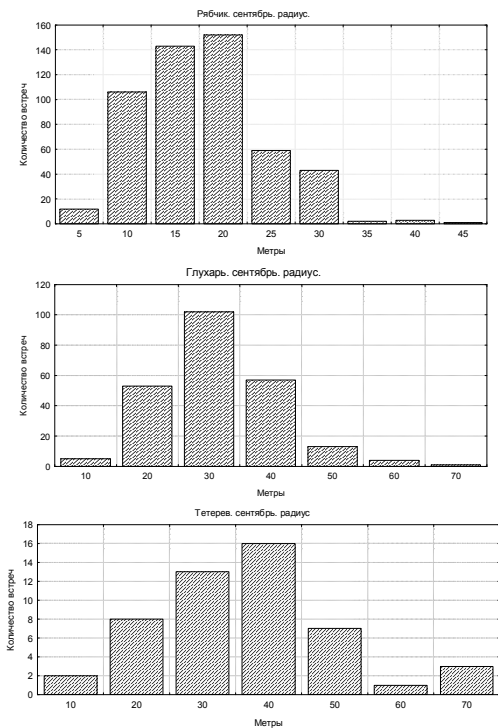 Рябчик. сентябрь. радиус.
160
140
120
100
80
60
40
20
0
Количество встреч
5 10 15 20 25 30 35 40 45
Метры
Глухарь. сентябрь. радиус.
120
100
80
60
40
20
0
Количество встреч
10 20 30 40 50 60 70
Метры
Тетерев. сентябрь. радиус
18
16
14
12
10
8
6
4
2
0
Количество встреч
10 20 30 40 50 60 70
Метры